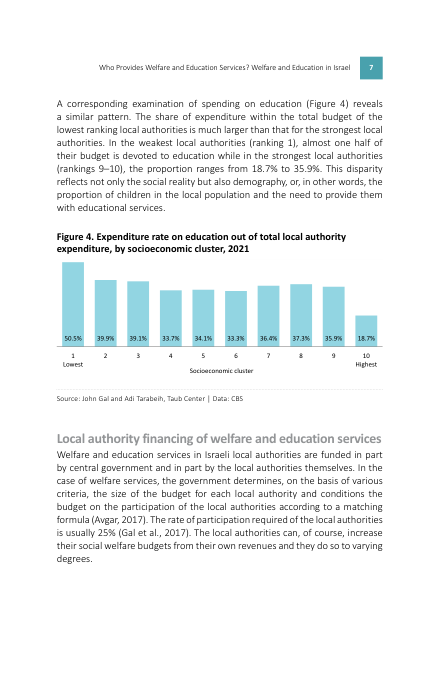 Who Provides Welfare and Education Services? Welfare and Education in Israel 7
A corresponding examination of spending on education (Figure 4) reveals
a similar pattern. The share of expenditure within the total budget of the
lowest ranking local authorities is much larger than that for the strongest local
authorities. In the weakest local authorities (ranking 1), almost one half of
their budget is devoted to education while in the strongest local authorities
(rankings 9–10), the proportion ranges from 18.7% to 35.9%. This disparity
reflects not only the social reality but also demography, or, in other words, the
proportion of children in the local population and the need to provide them
with educational services.
Figure 4. Expenditure rate on education out of total local authority
expenditure, by socioeconomic cluster, 2021
50.5% 39.9% 39.1% 33.7% 34.1% 33.3% 36.4% 37.3% 35.9% 18.7%
1 2 3 4 5 6 7 8 9 10
Lowest Highest
Socioeconomic cluster
Source: John Gal and Adi Tarabeih, Taub Center | Data: CBS
Local authority financing of welfare and education services
Welfare and education services in Israeli local authorities are funded in part
by central government and in part by the local authorities themselves. In the
case of welfare services, the government determines, on the basis of various
criteria, the size of the budget for each local authority and conditions the
budget on the participation of the local authorities according to a matching
formula (Avgar, 2017). The rate of participation required of the local authorities
is usually 25% (Gal et al., 2017). The local authorities can, of course, increase
their social welfare budgets from their own revenues and they do so to varying
degrees.